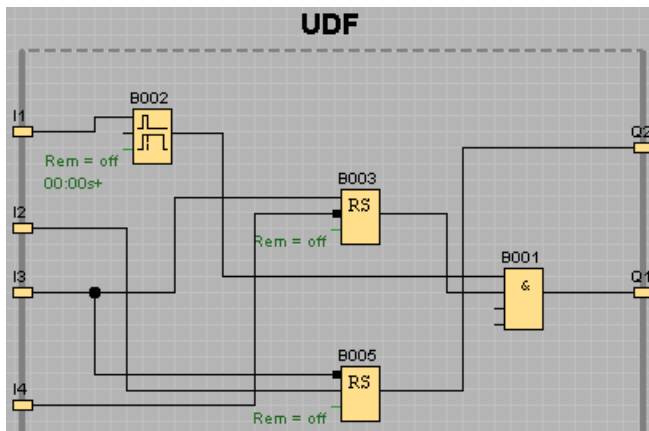 UDF
B002
I1
Q2
Rem = off
00:00s+
B003
RS
I2
Rem = off
B001
&
I3
Q1
B005
RS
I4
Rem = off